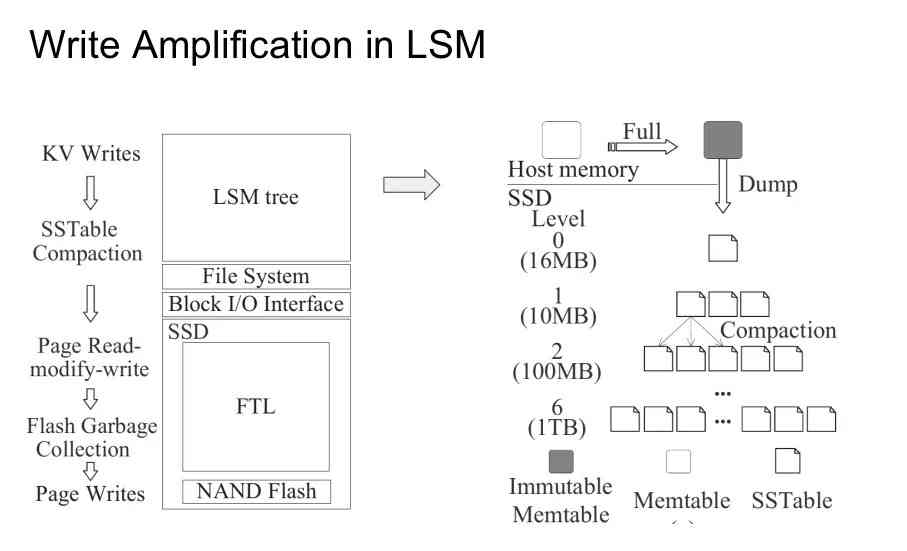 Write Amplification in LSM
KV Writes
SSTable
Compaction
Page Read-
modify-write
Flash Garbage
Collection
Page Writes
LSM tree
File System
Block I/O Interface
SSD
FTL
NAND Flash
Full
Host memory
SSD
Dump
Level
0
(16MB)
1
(10MB)
Compaction
2
(100MB)
...
6
(1TB)
...
Immutable
Memtable
Memtable
SSTable